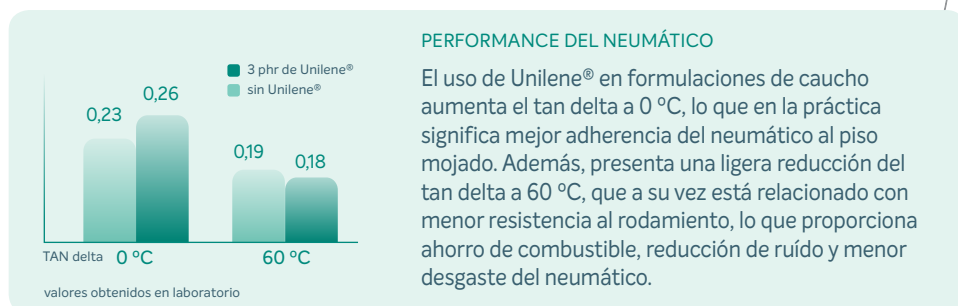 3 phr de Unilene®
sin Unilene®
0,23
0,26
0,19
0,18
TAN delta 0 ºC 60 ºC
valores obtenidos en laboratorio
PERFORMANCE DEL NEUMÁTICO
El uso de Unilene® en formulaciones de caucho
aumenta el tan delta a 0 ºC, lo que en la práctica
significa mejor adherencia del neumático al piso
mojado. Además, presenta una ligera reducción del
tan delta a 60 ºC, que a su vez está relacionado con
menor resistencia al rodamiento, lo que proporciona
ahorro de combustible, reducción de ruído y menor
desgaste del neumático.